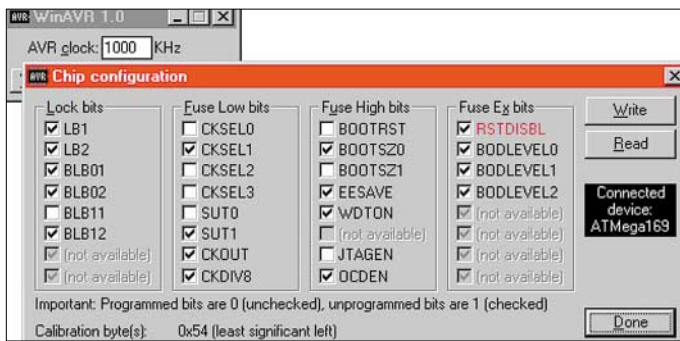 AVR WinAVR 1.0
AVR clock: 1000 KHz
AVR Chip configuration
Lock bits
LB1
LB2
BLB01
BLB02
BLB11
BLB12
(not available)
(not available)
Fuse Low bits
CKSEL0
CKSEL1
CKSEL2
CKSEL3
SUT0
SUT1
CKOUT
CKDIV8
Fuse High bits
BOOTRST
BOOTSZ0
BOOTSZ1
EESAVE
WDTON
(not available)
JTAGEN
OCDEN
Fuse Ex bits
RSTDISBL
BODLEVEL0
BODLEVEL1
BODLEVEL2
(not available)
(not available)
(not available)
(not available)
Write
Read
Connected
device:
ATMega169
Important: Programmed bits are 0 (unchecked), unprogrammed bits are 1 (checked)
Calibration byte(s): 0x54 (least significant left)
Done